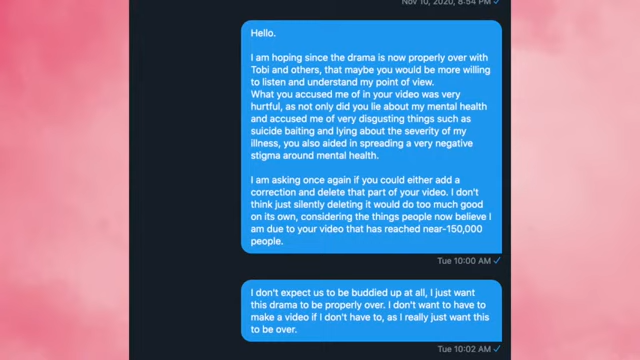 Nov 10, 2020, 8:54 PM ✓
Hello.
I am hoping since the drama is now properly over with
Tobi and others, that maybe you would be more willing
to listen and understand my point of view.
What you accused me of in your video was very
hurtful, as not only did you lie about my mental health
and accused me of very disgusting things such as
suicide baiting and lying about the severity of my
illness, you also aided in spreading a very negative
stigma around mental health.
I am asking once again if you could either add a
correction and delete that part of your video. I don't
think just silently deleting it would do too much good
on its own, considering the things people now believe I
am due to your video that has reached near-150,000
people.
Tue 10:00 AM ✓
I don't expect us to be buddied up at all, I just want
this drama to be properly over. I don't want to have to
make a video if I don't have to, as I really just want this
to be over.
Tue 10:02 AM ✓